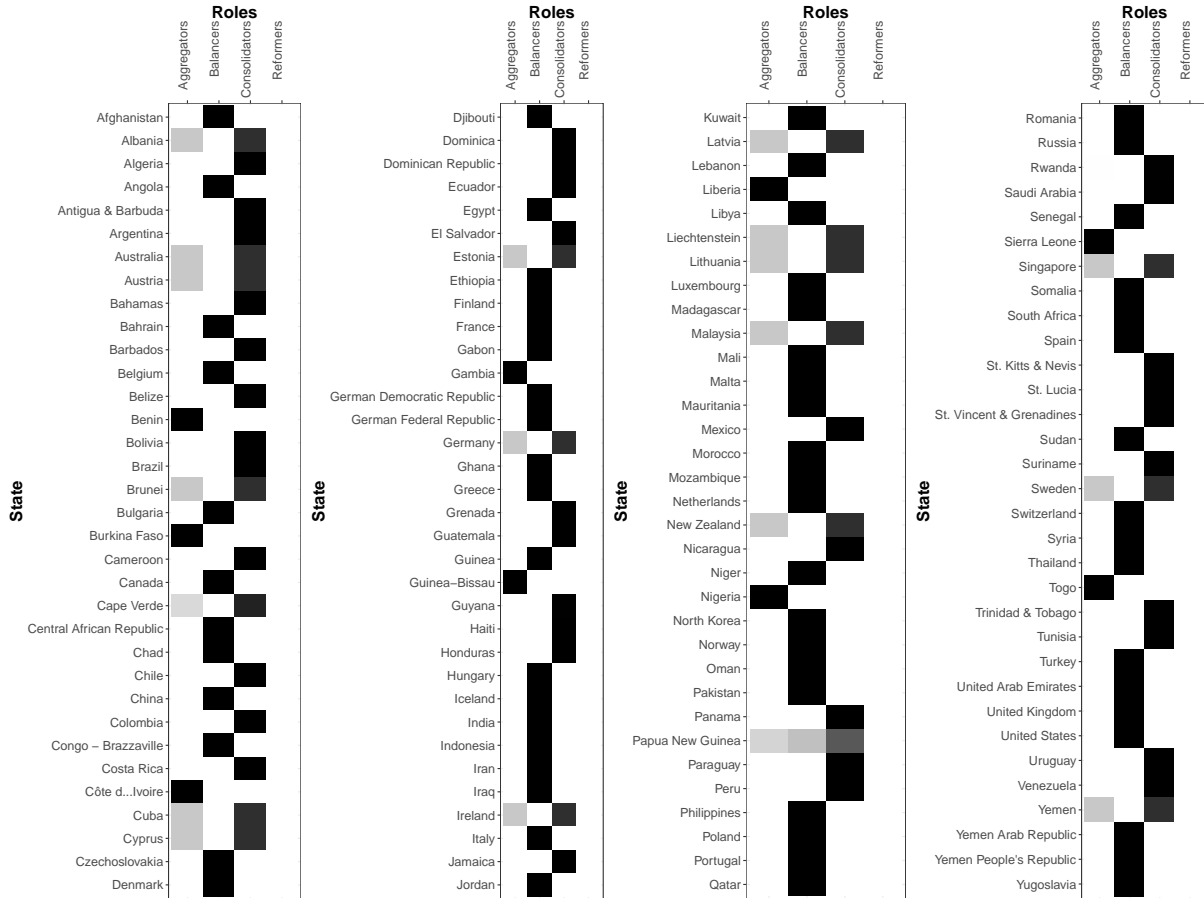 Roles
Aggregators
Balancers
Consolidators
Reformers
State
Afghanistan
Albania
Algeria
Angola
Antigua & Barbuda
Argentina
Australia
Austria
Bahamas
Bahrain
Barbados
Belgium
Belize
Benin
Bolivia
Brazil
Brunei
Bulgaria
Burkina Faso
Cameroon
Canada
Cape Verde
Central African Republic
Chad
Chile
China
Colombia
Congo − Brazzaville
Costa Rica
Côte d...Ivoire
Cuba
Cyprus
Czechoslovakia
Denmark
Roles
Aggregators
Balancers
Consolidators
Reformers
State
Djibouti
Dominica
Dominican Republic
Ecuador
Egypt
El Salvador
Estonia
Ethiopia
Finland
France
Gabon
Gambia
German Democratic Republic
German Federal Republic
Germany
Ghana
Greece
Grenada
Guatemala
Guinea
Guinea−Bissau
Guyana
Haiti
Honduras
Hungary
Iceland
India
Indonesia
Iran
Iraq
Ireland
Italy
Jamaica
Jordan
Roles
Aggregators
Balancers
Consolidators
Reformers
State
Kuwait
Latvia
Lebanon
Liberia
Libya
Liechtenstein
Lithuania
Luxembourg
Madagascar
Malaysia
Mali
Malta
Mauritania
Mexico
Morocco
Mozambique
Netherlands
New Zealand
Nicaragua
Niger
Nigeria
North Korea
Norway
Oman
Pakistan
Panama
Papua New Guinea
Paraguay
Peru
Philippines
Poland
Portugal
Qatar
Roles
Aggregators
Balancers
Consolidators
Reformers
State
Romania
Russia
Rwanda
Saudi Arabia
Senegal
Sierra Leone
Singapore
Somalia
South Africa
Spain
St. Kitts & Nevis
St. Lucia
St. Vincent & Grenadines
Sudan
Suriname
Sweden
Switzerland
Syria
Thailand
Togo
Trinidad & Tobago
Tunisia
Turkey
United Arab Emirates
United Kingdom
United States
Uruguay
Venezuela
Yemen
Yemen Arab Republic
Yemen People's Republic
Yugoslavia